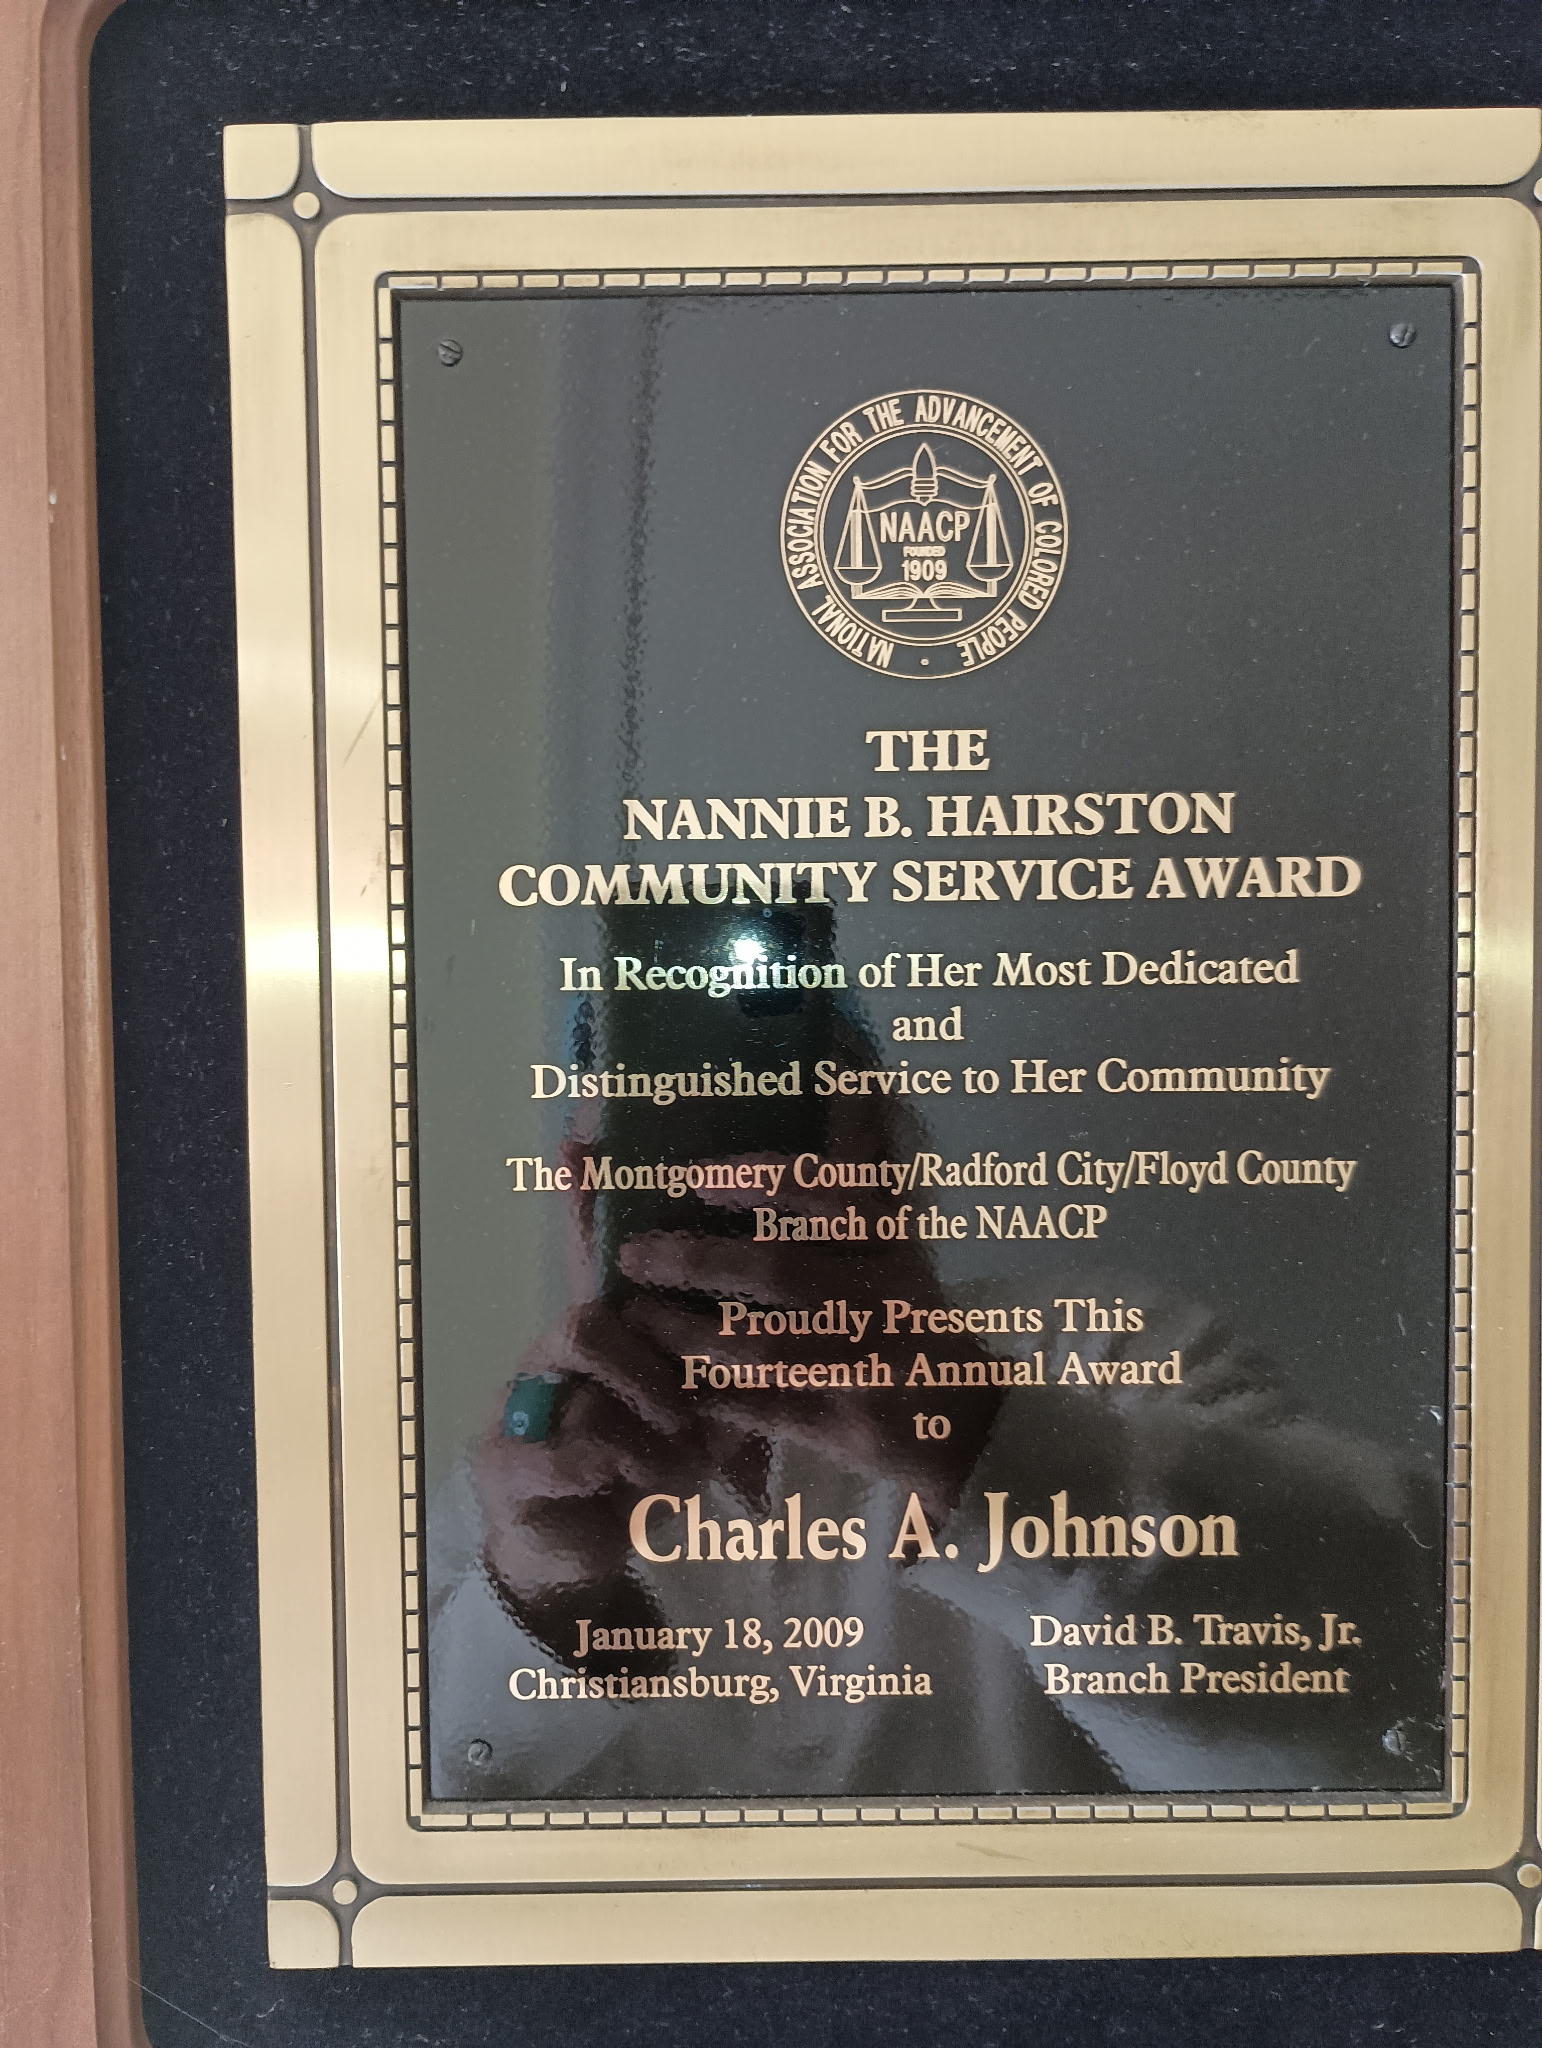 NATIONAL ASSOCIATION FOR THE ADVANCEMENT OF COLORED PEOPLE
NAACP
FOUNDED
1909
THE
NANNIE B. HAIRSTON
COMMUNITY SERVICE AWARD
In Recognition of Her Most Dedicated
and
Distinguished Service to Her Community
The Montgomery County/Radford City/Floyd County
Branch of the NAACP
Proudly Presents This
Fourteenth Annual Award
to
Charles A. Johnson
January 18, 2009
Christiansburg, Virginia
David B. Travis, Jr.
Branch President